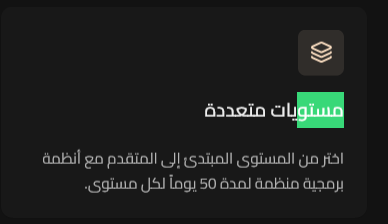 مستويات متعددة
اختر من المستوى المبتدئ إلى المتقدم مع أنظمة
برمجية منظمة لمدة 50 يوماً لكل مستوى.